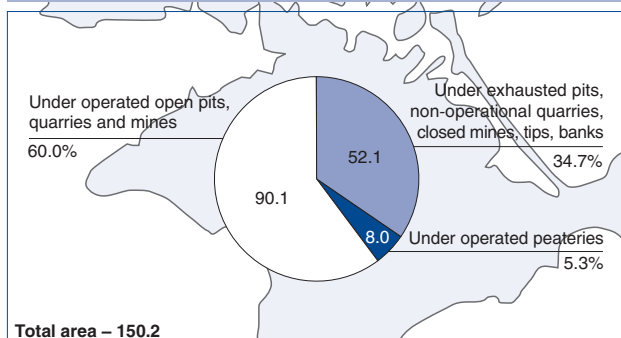 Under operated open pits,
quarries and mines
60.0%
90.1
52.1
8.0
Under exhausted pits,
non-operational quarries,
closed mines, tips, banks
34.7%
Under operated peateries
5.3%
Total area – 150.2